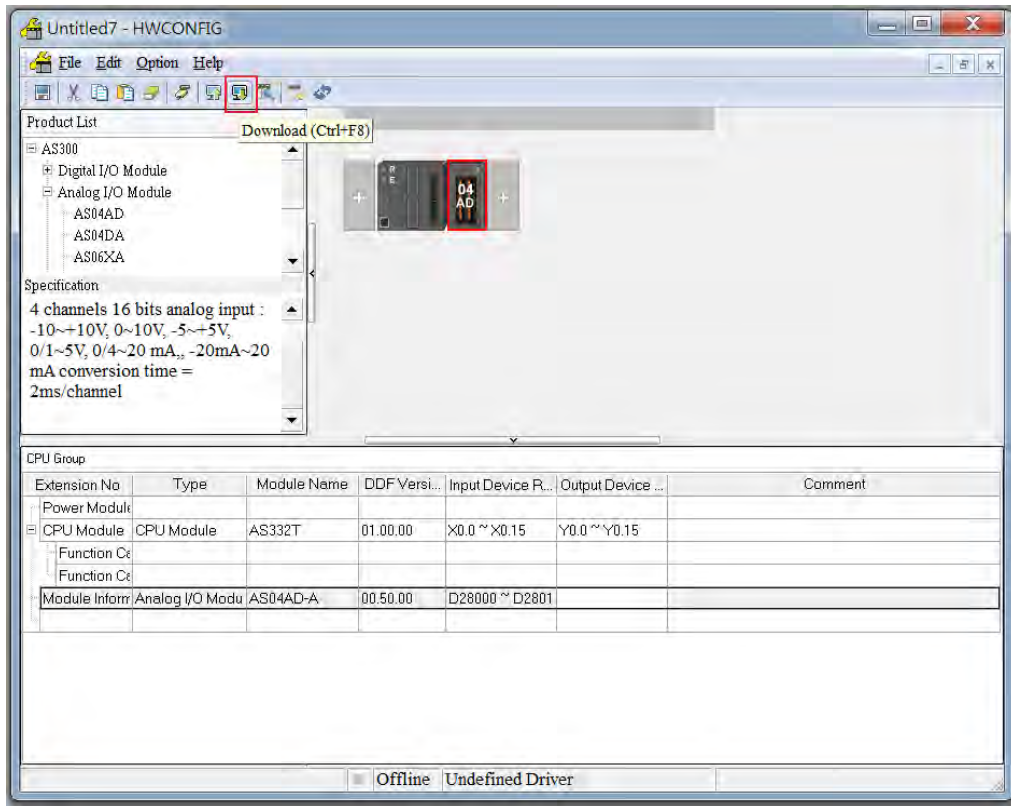 Untitled7 - HWCONFIG
File Edit Option Help
Product List
Download (Ctrl+F8)
AS300
Digital I/O Module
Analog I/O Module
AS04AD
AS04DA
AS06XA
R
E
04
AD
Specification
4 channels 16 bits analog input :
-10~+10V, 0~10V, -5~+5V,
0/1~5V, 0/4~20 mA,, -20mA~20
mA conversion time =
2ms/channel
CPU Group
Extension No Type Module Name DDF Versi... Input Device R... Output Device ... Comment
Power Module
CPU Module CPU Module AS332T 01.00.00 X0.0 ~ X0.15 Y0.0 ~ Y0.15
Function Ca
Function Ca
Module Inform Analog I/O Modu AS04AD-A 00.50.00 D28000 ~ D2801
Offline Undefined Driver